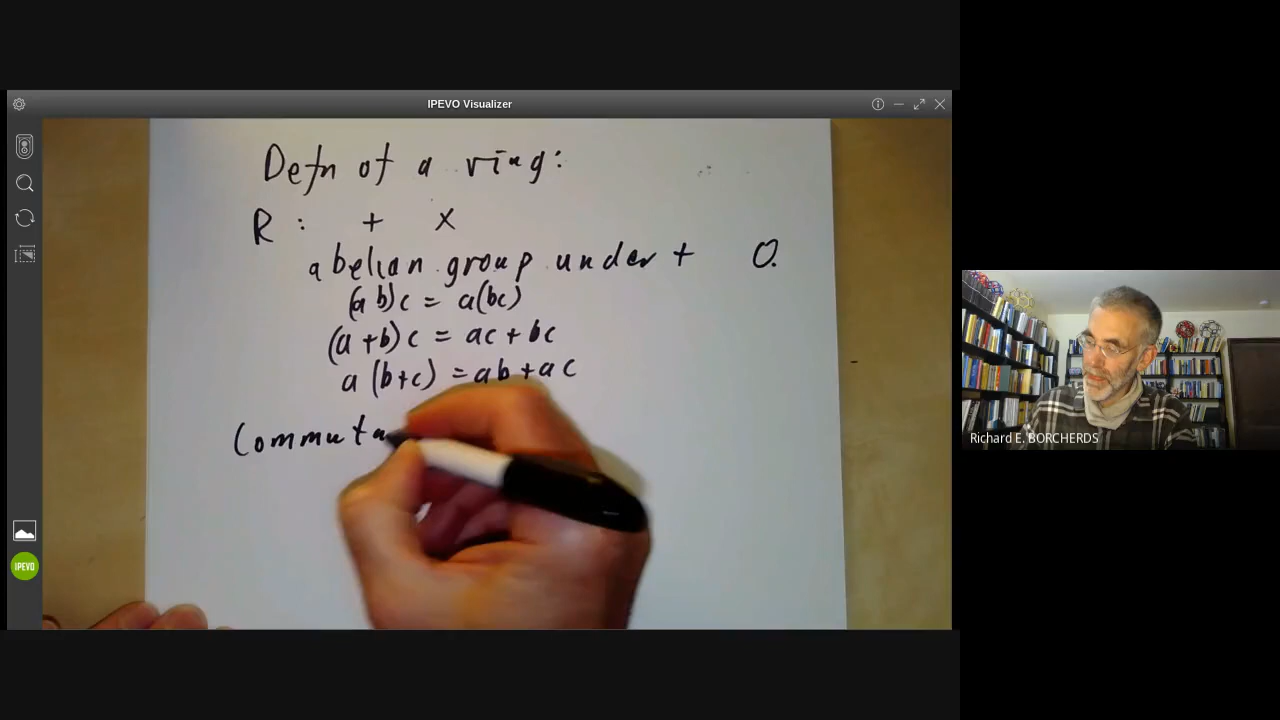 IPEVO Visualizer
Defn of a ring:
R : + ×
abelian group under + 0.
(ab)c = a(bc)
(a+b)c = ac+bc
a(b+c) = ab+ac
Commuta
IPEVO
Richard E. BORCHERDS